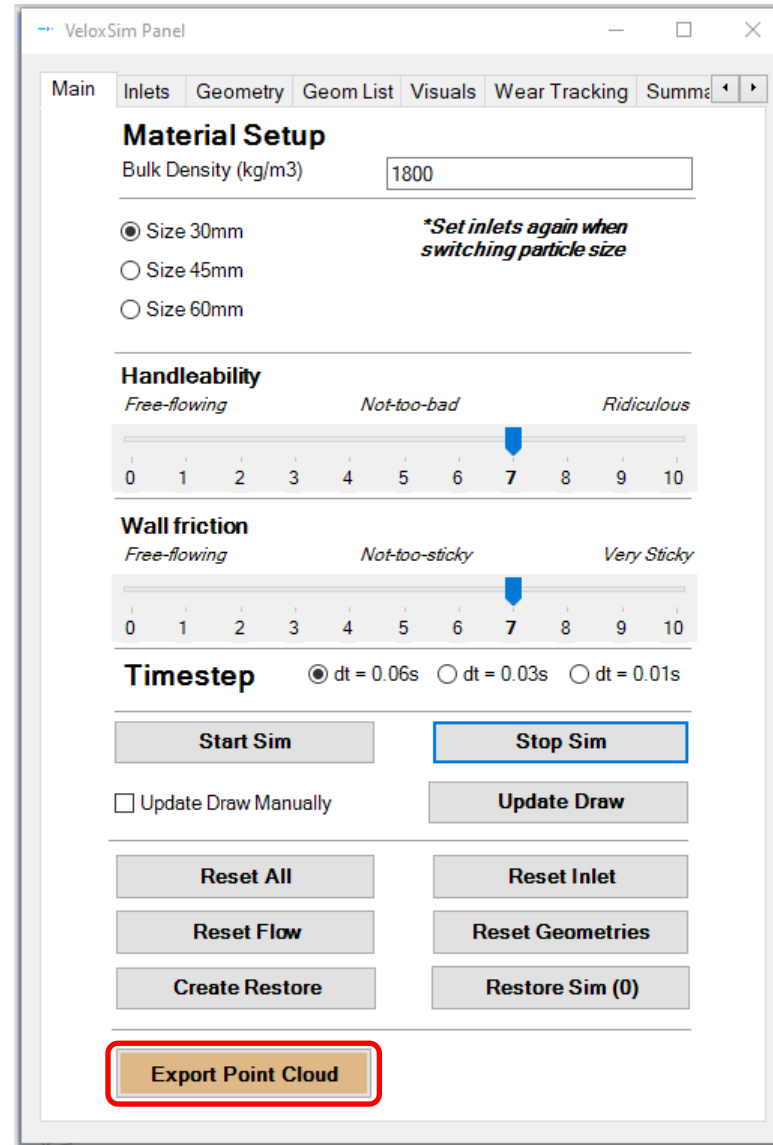 VeloxSim Panel
Main Inlets Geometry Geom List Visuals Wear Tracking Summa
Material Setup
Bulk Density (kg/m3) 1800
Size 30mm
*Set inlets again when
switching particle size
Size 45mm
Size 60mm
Handleability
Free-flowing Not-too-bad Ridiculous
0 1 2 3 4 5 6 7 8 9 10
Wall friction
Free-flowing Not-too-sticky Very Sticky
0 1 2 3 4 5 6 7 8 9 10
Timestep dt = 0.06s dt = 0.03s dt = 0.01s
Start Sim Stop Sim
Update Draw Manually Update Draw
Reset All Reset Inlet
Reset Flow Reset Geometries
Create Restore Restore Sim (0)
Export Point Cloud